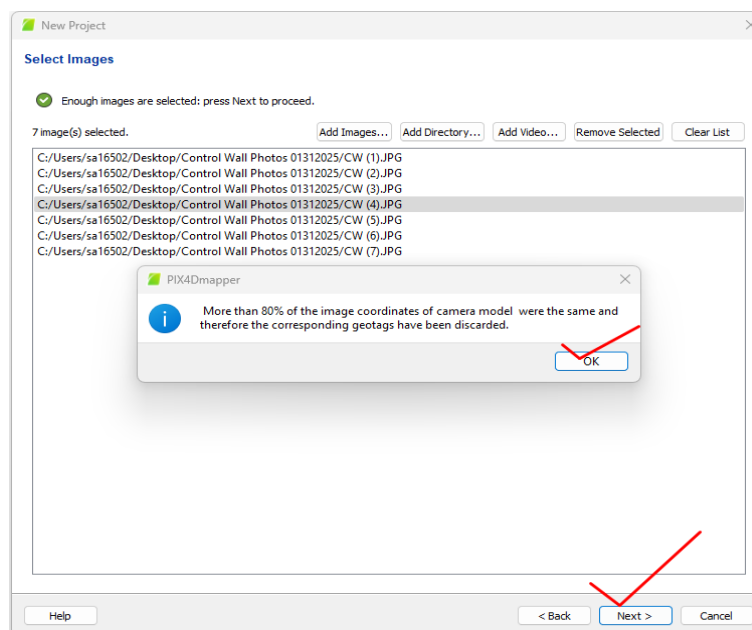 New Project
Select Images
Enough images are selected: press Next to proceed.
7 image(s) selected.
Add Images...
Add Directory...
Add Video...
Remove Selected
Clear List
C:/Users/sa16502/Desktop/Control Wall Photos 01312025/CW (1).JPG
C:/Users/sa16502/Desktop/Control Wall Photos 01312025/CW (2).JPG
C:/Users/sa16502/Desktop/Control Wall Photos 01312025/CW (3).JPG
C:/Users/sa16502/Desktop/Control Wall Photos 01312025/CW (4).JPG
C:/Users/sa16502/Desktop/Control Wall Photos 01312025/CW (5).JPG
C:/Users/sa16502/Desktop/Control Wall Photos 01312025/CW (6).JPG
C:/Users/sa16502/Desktop/Control Wall Photos 01312025/CW (7).JPG
PIX4Dmapper
More than 80% of the image coordinates of camera model were the same and
therefore the corresponding geotags have been discarded.
OK
Help
< Back
Next >
Cancel